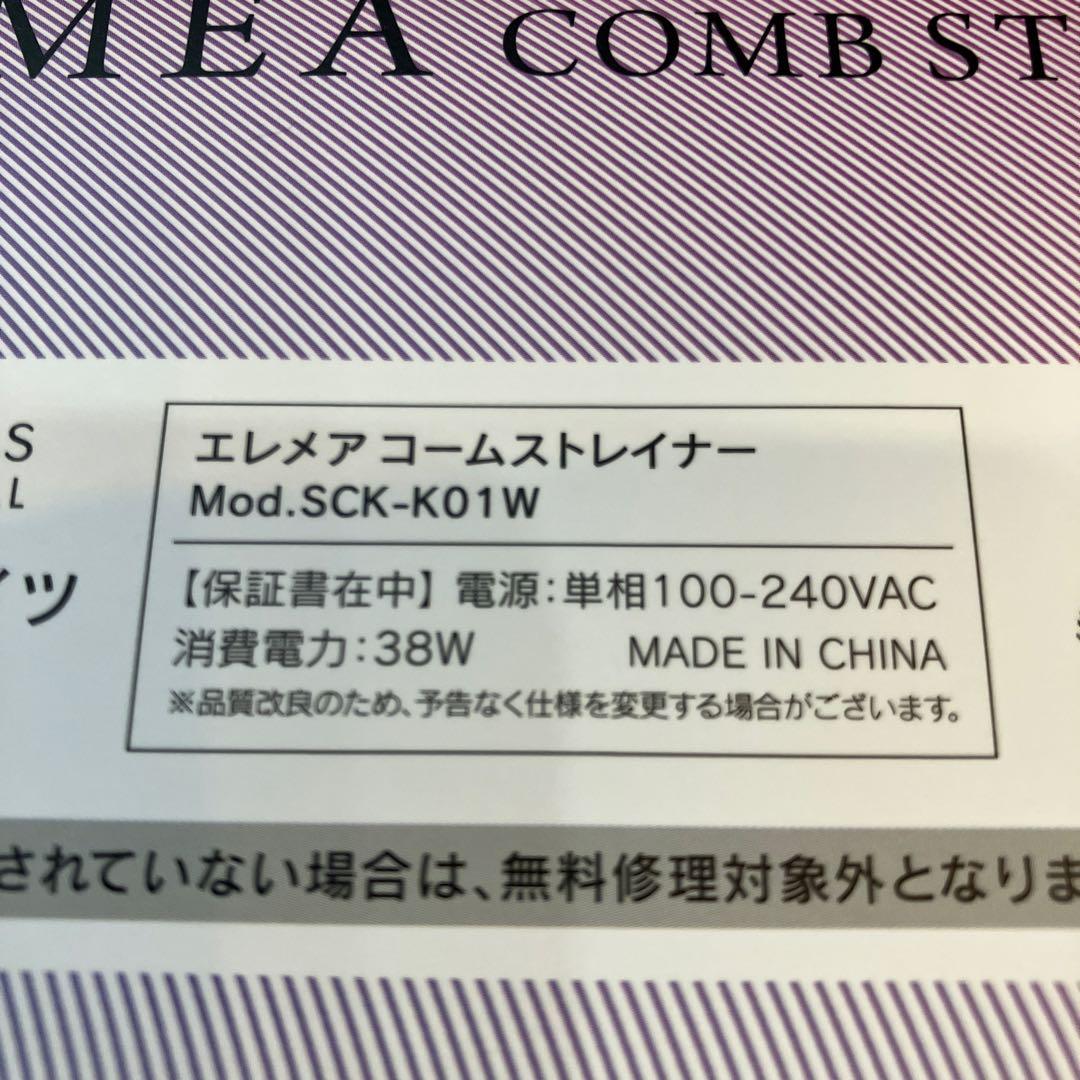 MEA COMB ST
S
L
エレメア コームストレイナー
Mod.SCK-K01W
ツ
【保証書在中】 電源:単相100-240VAC
消費電力:38W MADE IN CHINA
※品質改良のため、予告なく仕様を変更する場合がございます。
されていない場合は、無料修理対象外となりま